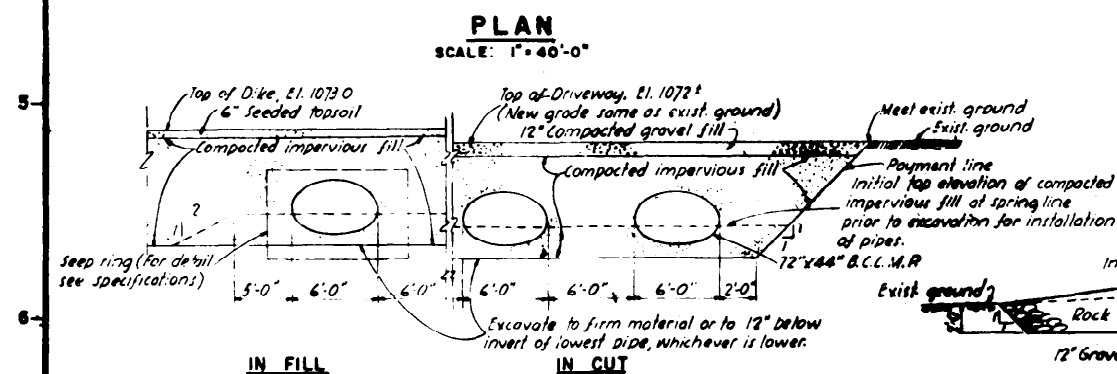 PLAN
SCALE: 1"=40'-0"
5
Top of Dike, El. 1073.0
6" Seeded topsoil
Compacted impervious fill
Top of Driveway, El. 1072±
(New grade same as exist. ground)
12" Compacted gravel fill
Compacted impervious fill
Meet exist. ground
Exist. ground
Payment line
Initial top elevation of compacted
impervious fill at spring line
prior to excavation for installation
of pipes.
1
1
72"x44" B.C.C.M.P.
2
1
Seep ring (For detail
see specifications)
5'-0" 6'-0" 6'-0" 6'-0" 6'-0" 6'-0" 2'-0"
Excavate to firm material or to 12" below
invert of lowest pipe, whichever is lower.
Exist ground
Rock
12" Grave
6
IN FILL
IN CUT